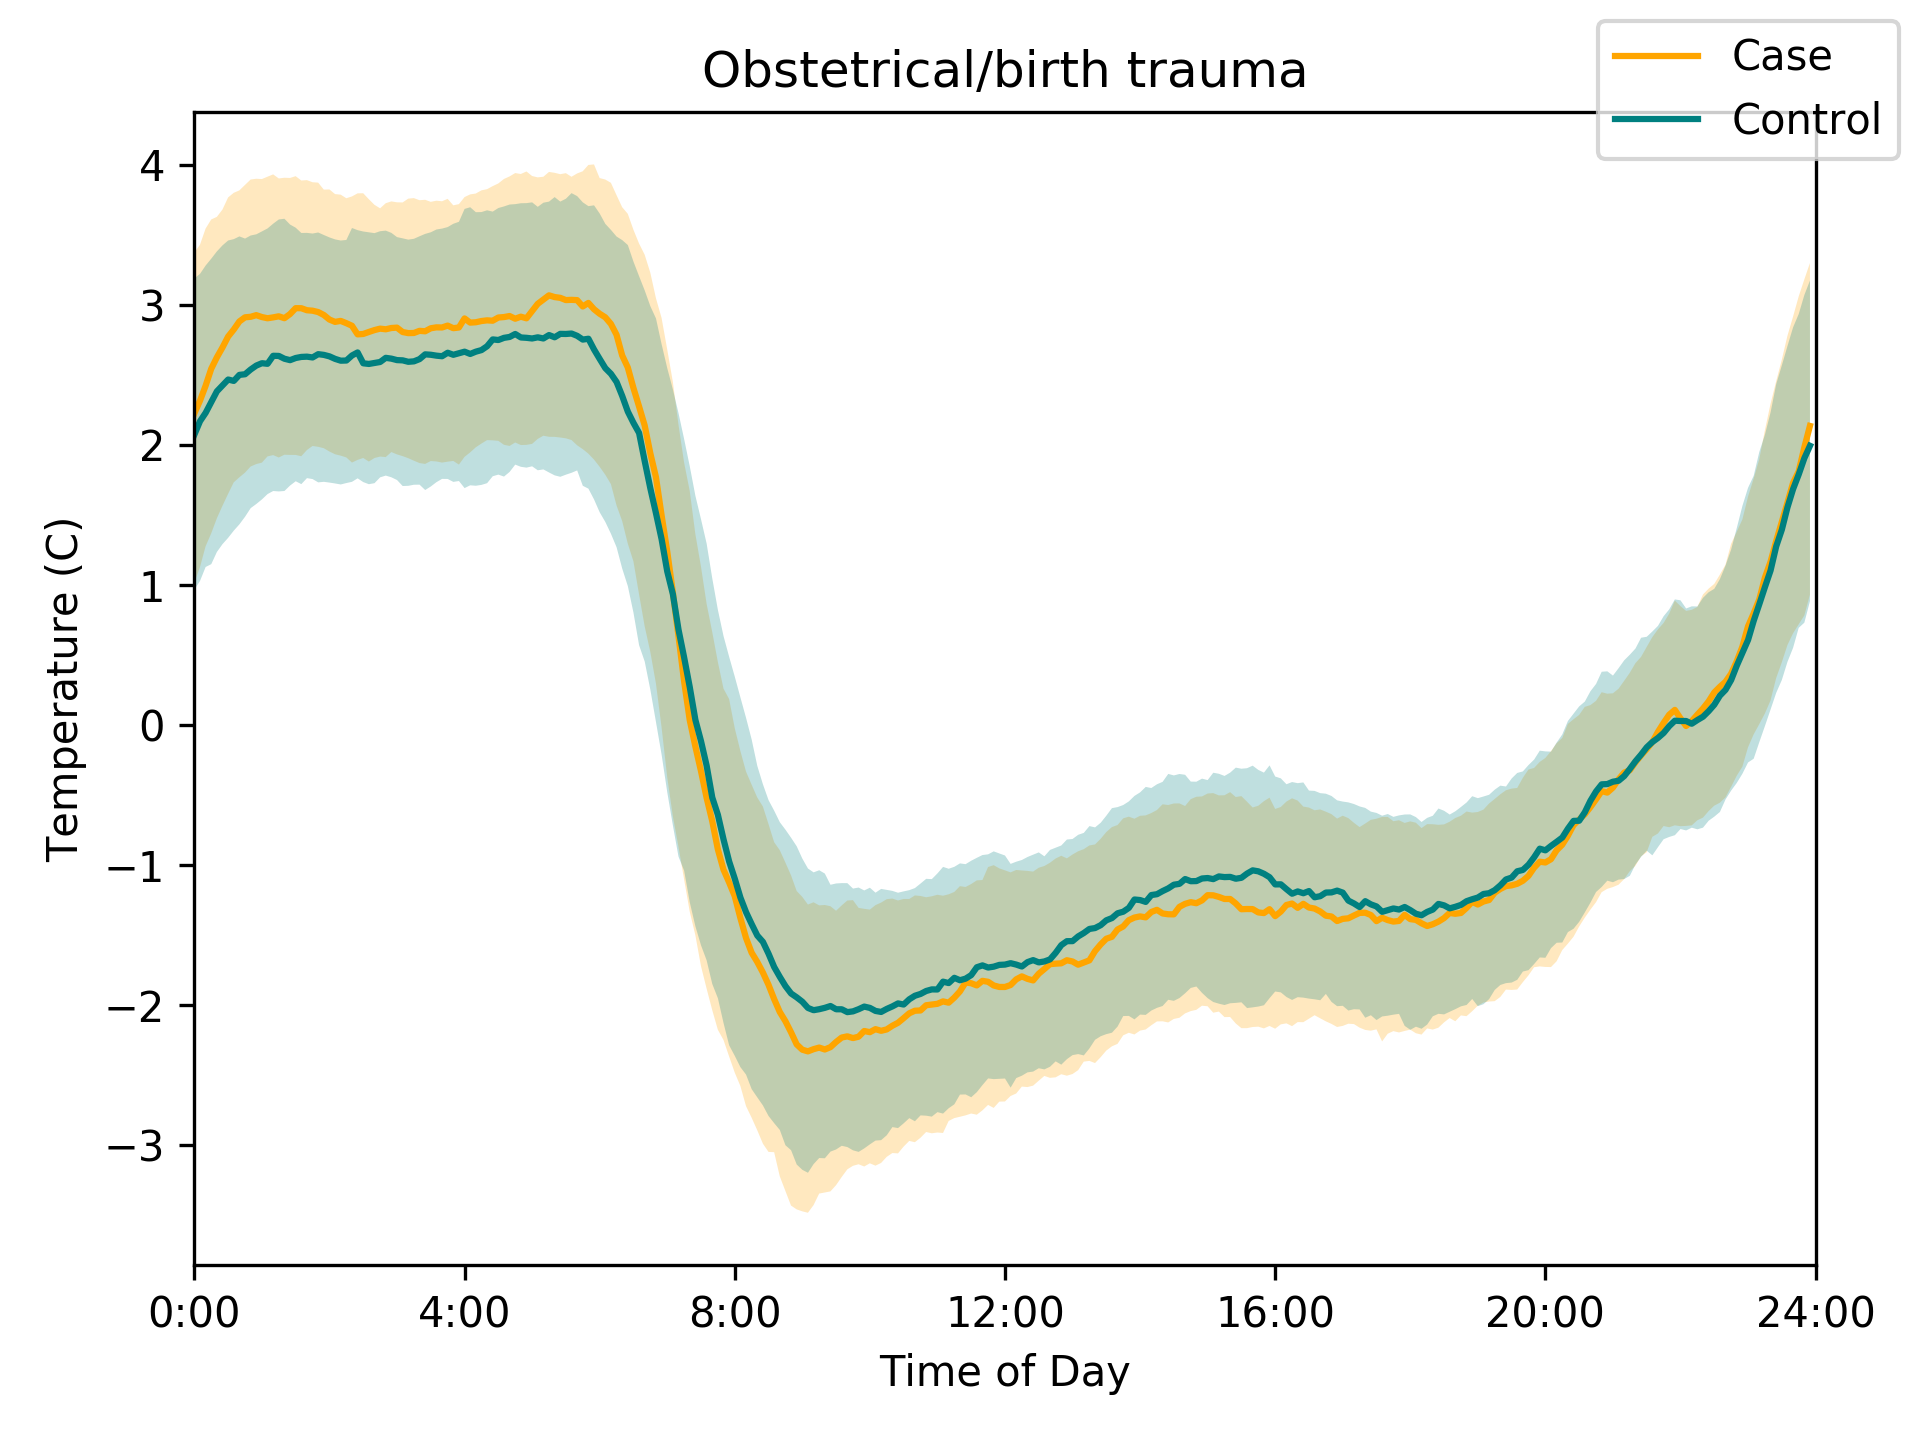 Obstetrical/birth trauma
Case
Control
Temperature (C)
4
3
2
1
0
−1
−2
−3
0:00 4:00 8:00 12:00 16:00 20:00 24:00
Time of Day